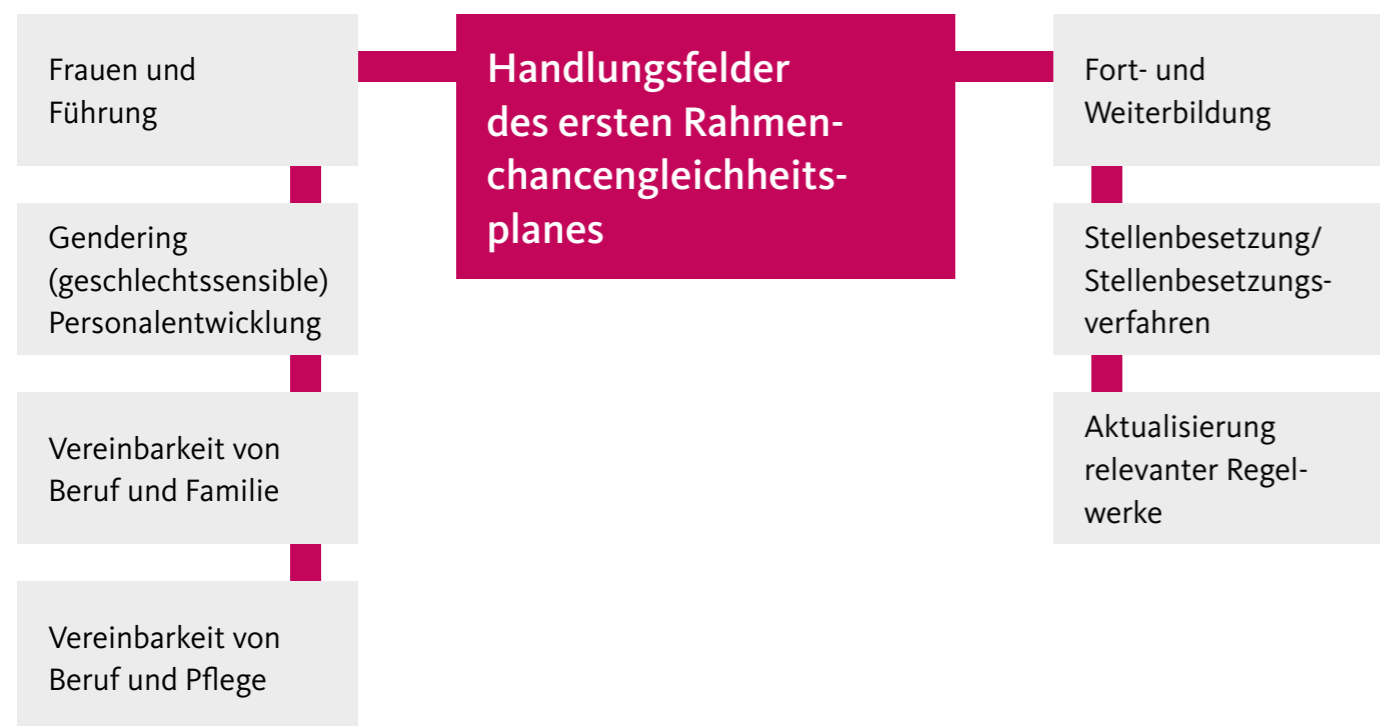 Handlungsfelder
des ersten Rahmen-
chancengleichheits-
planes
Frauen und
Führung
Gendering
(geschlechtssensible)
Personalentwicklung
Vereinbarkeit von
Beruf und Familie
Vereinbarkeit von
Beruf und Pflege
Fort- und
Weiterbildung
Stellenbesetzung/
Stellenbesetzungs-
verfahren
Aktualisierung
relevanter Regel-
werke